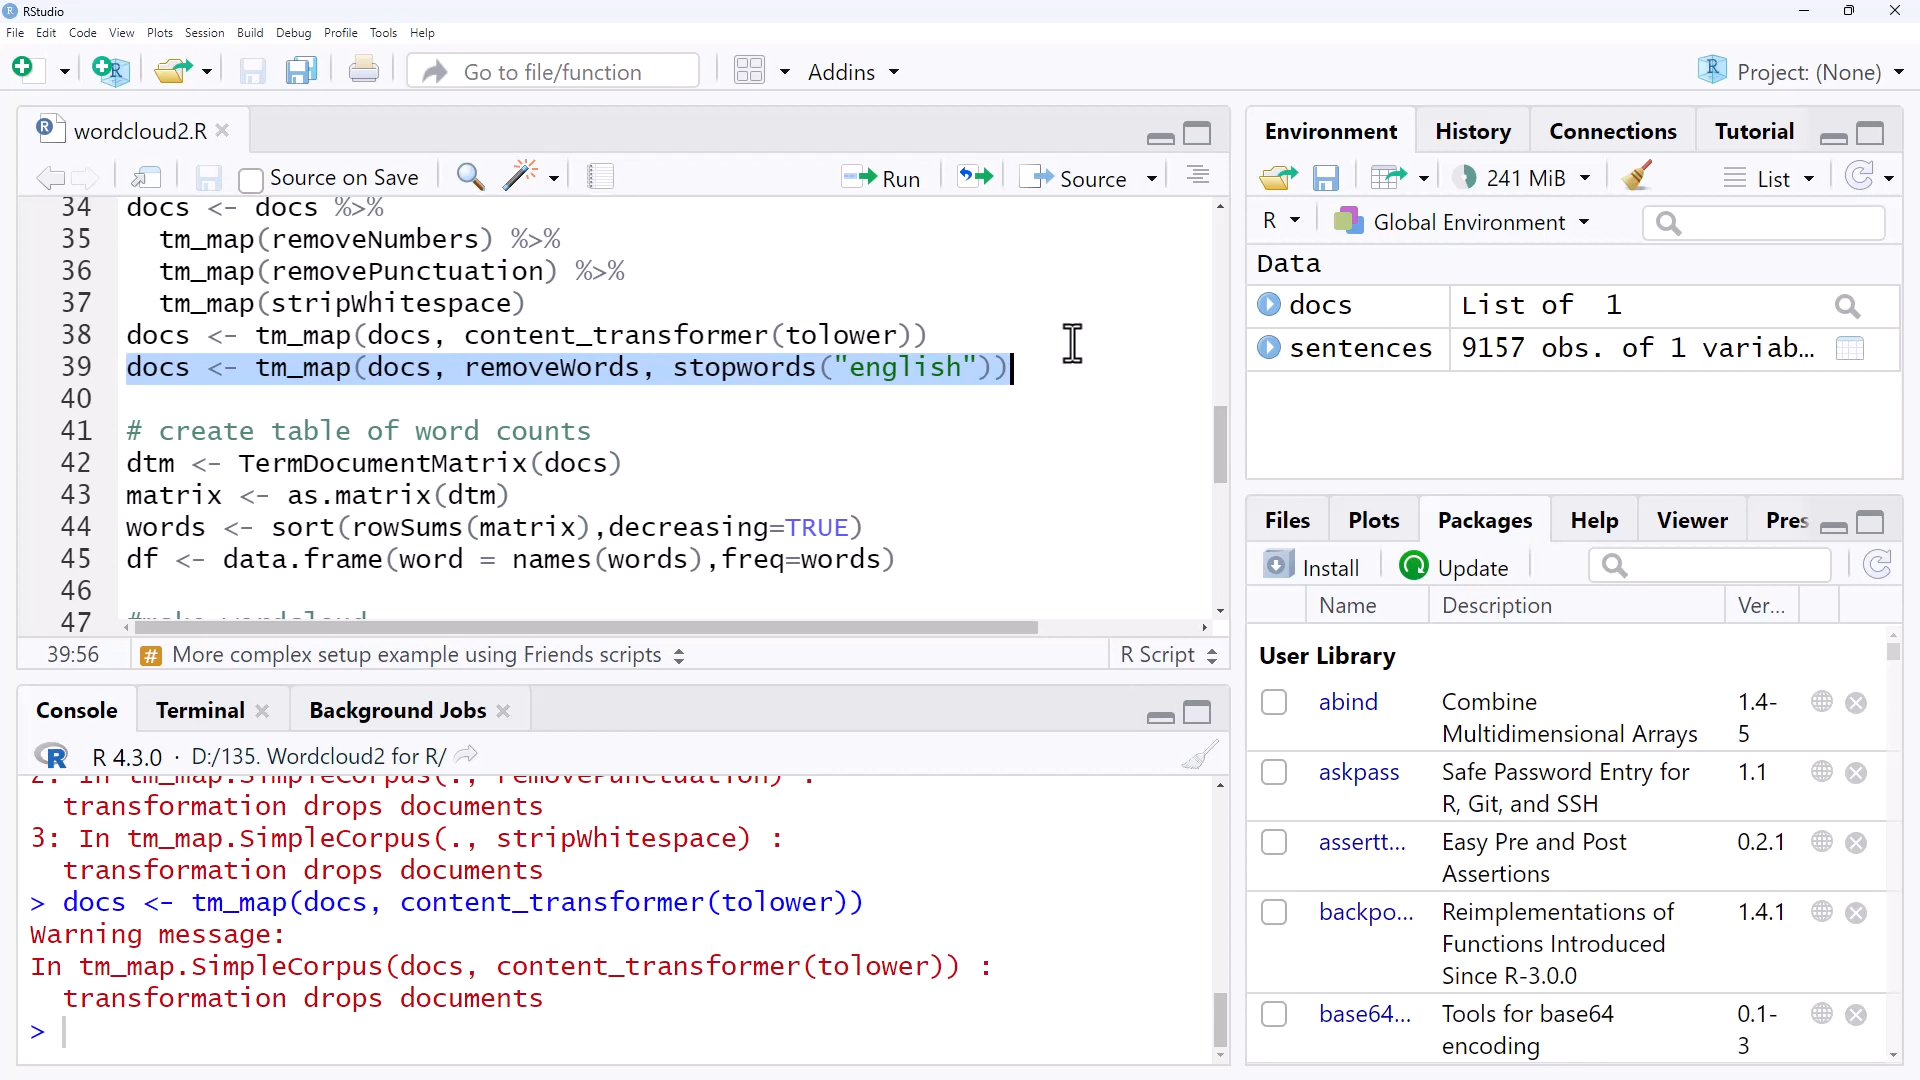 RStudio
File Edit Code View Plots Session Build Debug Profile Tools Help
Go to file/function
Addins
Project: (None)
wordcloud2.R
Source on Save
Run
Source
34 docs <- docs %>%
35 tm_map(removeNumbers) %>%
36 tm_map(removePunctuation) %>%
37 tm_map(stripWhitespace)
38 docs <- tm_map(docs, content_transformer(tolower))
39 docs <- tm_map(docs, removeWords, stopwords("english"))
40
41 # create table of word counts
42 dtm <- TermDocumentMatrix(docs)
43 matrix <- as.matrix(dtm)
44 words <- sort(rowSums(matrix),decreasing=TRUE)
45 df <- data.frame(word = names(words),freq=words)
46
47 #make wordcloud
39:56
# More complex setup example using Friends scripts
R Script
Console Terminal Background Jobs
R 4.3.0 · D:/135. Wordcloud2 for R/
2: In tm_map.SimpleCorpus(., removePunctuation) :
transformation drops documents
3: In tm_map.SimpleCorpus(., stripWhitespace) :
transformation drops documents
> docs <- tm_map(docs, content_transformer(tolower))
Warning message:
In tm_map.SimpleCorpus(docs, content_transformer(tolower)) :
transformation drops documents
>
Environment History Connections Tutorial
241 MiB
List
R
Global Environment
Data
docs List of 1
sentences 9157 obs. of 1 variab...
Files Plots Packages Help Viewer Pres
Install
Update
Name Description Ver...
User Library
abind Combine 1.4-
Multidimensional Arrays 5
askpass Safe Password Entry for 1.1
R, Git, and SSH
assertt... Easy Pre and Post 0.2.1
Assertions
backpo... Reimplementations of 1.4.1
Functions Introduced
Since R-3.0.0
base64... Tools for base64 0.1-
encoding 3